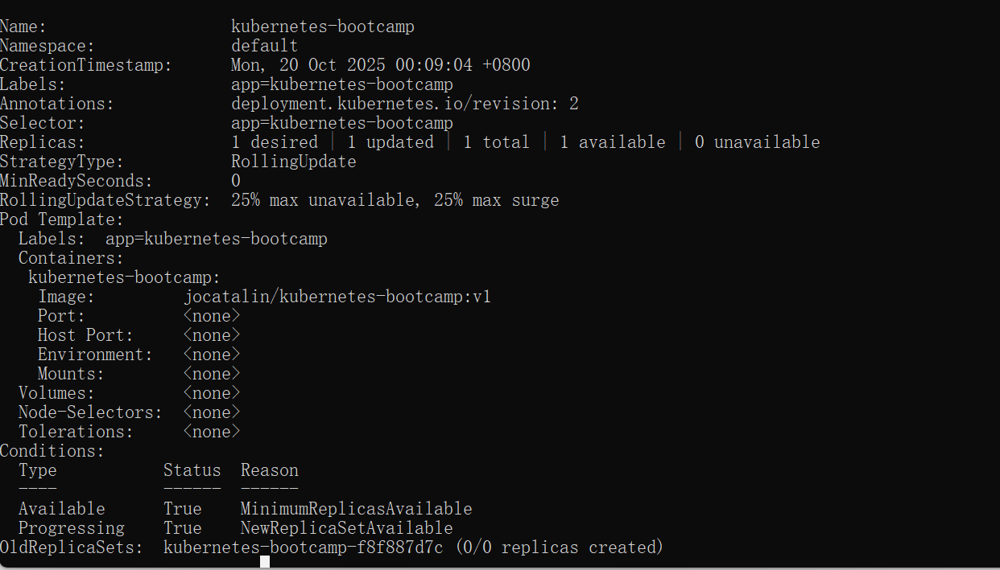 Name:                   kubernetes-bootcamp
Namespace:              default
CreationTimestamp:      Mon, 20 Oct 2025 00:09:04 +0800
Labels:                 app=kubernetes-bootcamp
Annotations:            deployment.kubernetes.io/revision: 2
Selector:               app=kubernetes-bootcamp
Replicas:               1 desired | 1 updated | 1 total | 1 available | 0 unavailable
StrategyType:           RollingUpdate
MinReadySeconds:        0
RollingUpdateStrategy:  25% max unavailable, 25% max surge
Pod Template:
  Labels:  app=kubernetes-bootcamp
  Containers:
   kubernetes-bootcamp:
    Image:         jocatalin/kubernetes-bootcamp:v1
    Port:          <none>
    Host Port:     <none>
    Environment:   <none>
    Mounts:        <none>
  Volumes:         <none>
  Node-Selectors:  <none>
  Tolerations:     <none>
Conditions:
  Type           Status  Reason
  ----           ------  ------
  Available      True    MinimumReplicasAvailable
  Progressing    True    NewReplicaSetAvailable
OldReplicaSets:  kubernetes-bootcamp-f8f887d7c (0/0 replicas created)